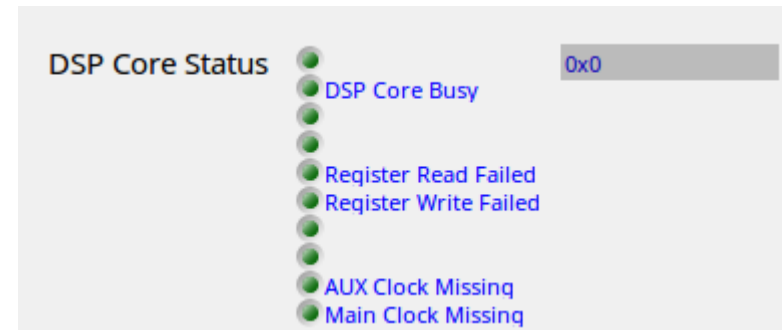 DSP Core Status
0x0
DSP Core Busy
Register Read Failed
Register Write Failed
AUX Clock Missing
Main Clock Missing